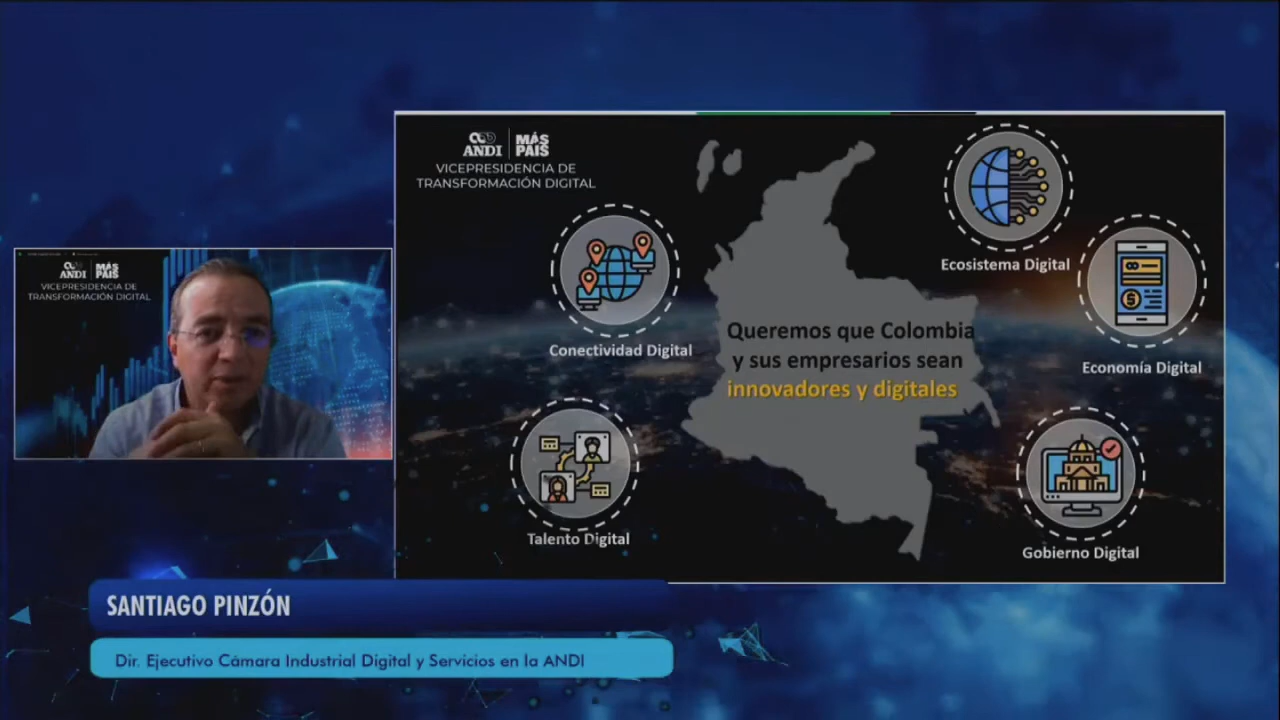 ANDI
MÁS
PAÍS
VICEPRESIDENCIA DE
TRANSFORMACIÓN DIGITAL
ANDI
MÁS
PAÍS
VICEPRESIDENCIA DE
TRANSFORMACIÓN DIGITAL
Ecosistema Digital
Conectividad Digital
Queremos que Colombia
y sus empresarios sean
innovadores y digitales
Economía Digital
Talento Digital
Gobierno Digital
SANTIAGO PINZÓN
Dir. Ejecutivo Cámara Industrial Digital y Servicios en la ANDI